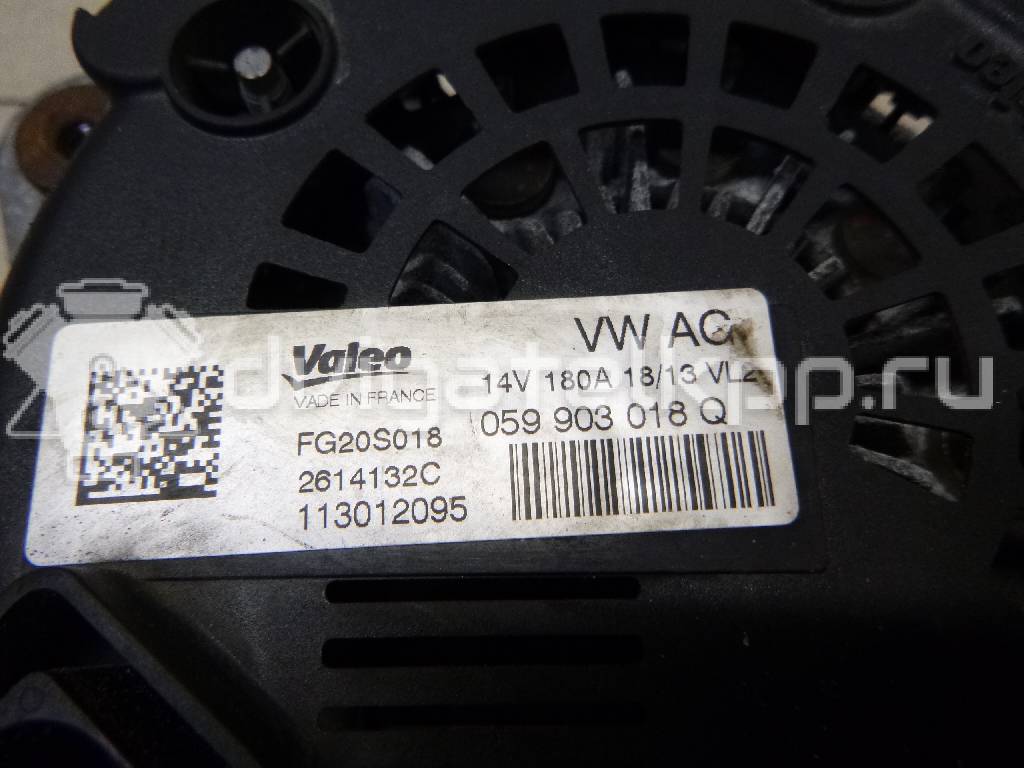 Valeo
MADE IN FRANCE
FG20S018
2614132C
113012095
VW AG
14V 180A 18/13 VL2
059 903 018 Q
dvigatelkpp.ru